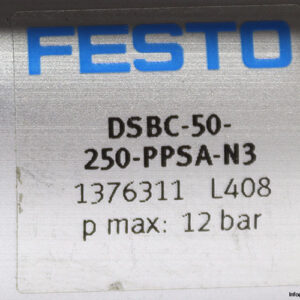 FESTO
DSBC-50-
250-PPSA-N3
1376311 L408
p max: 12 bar